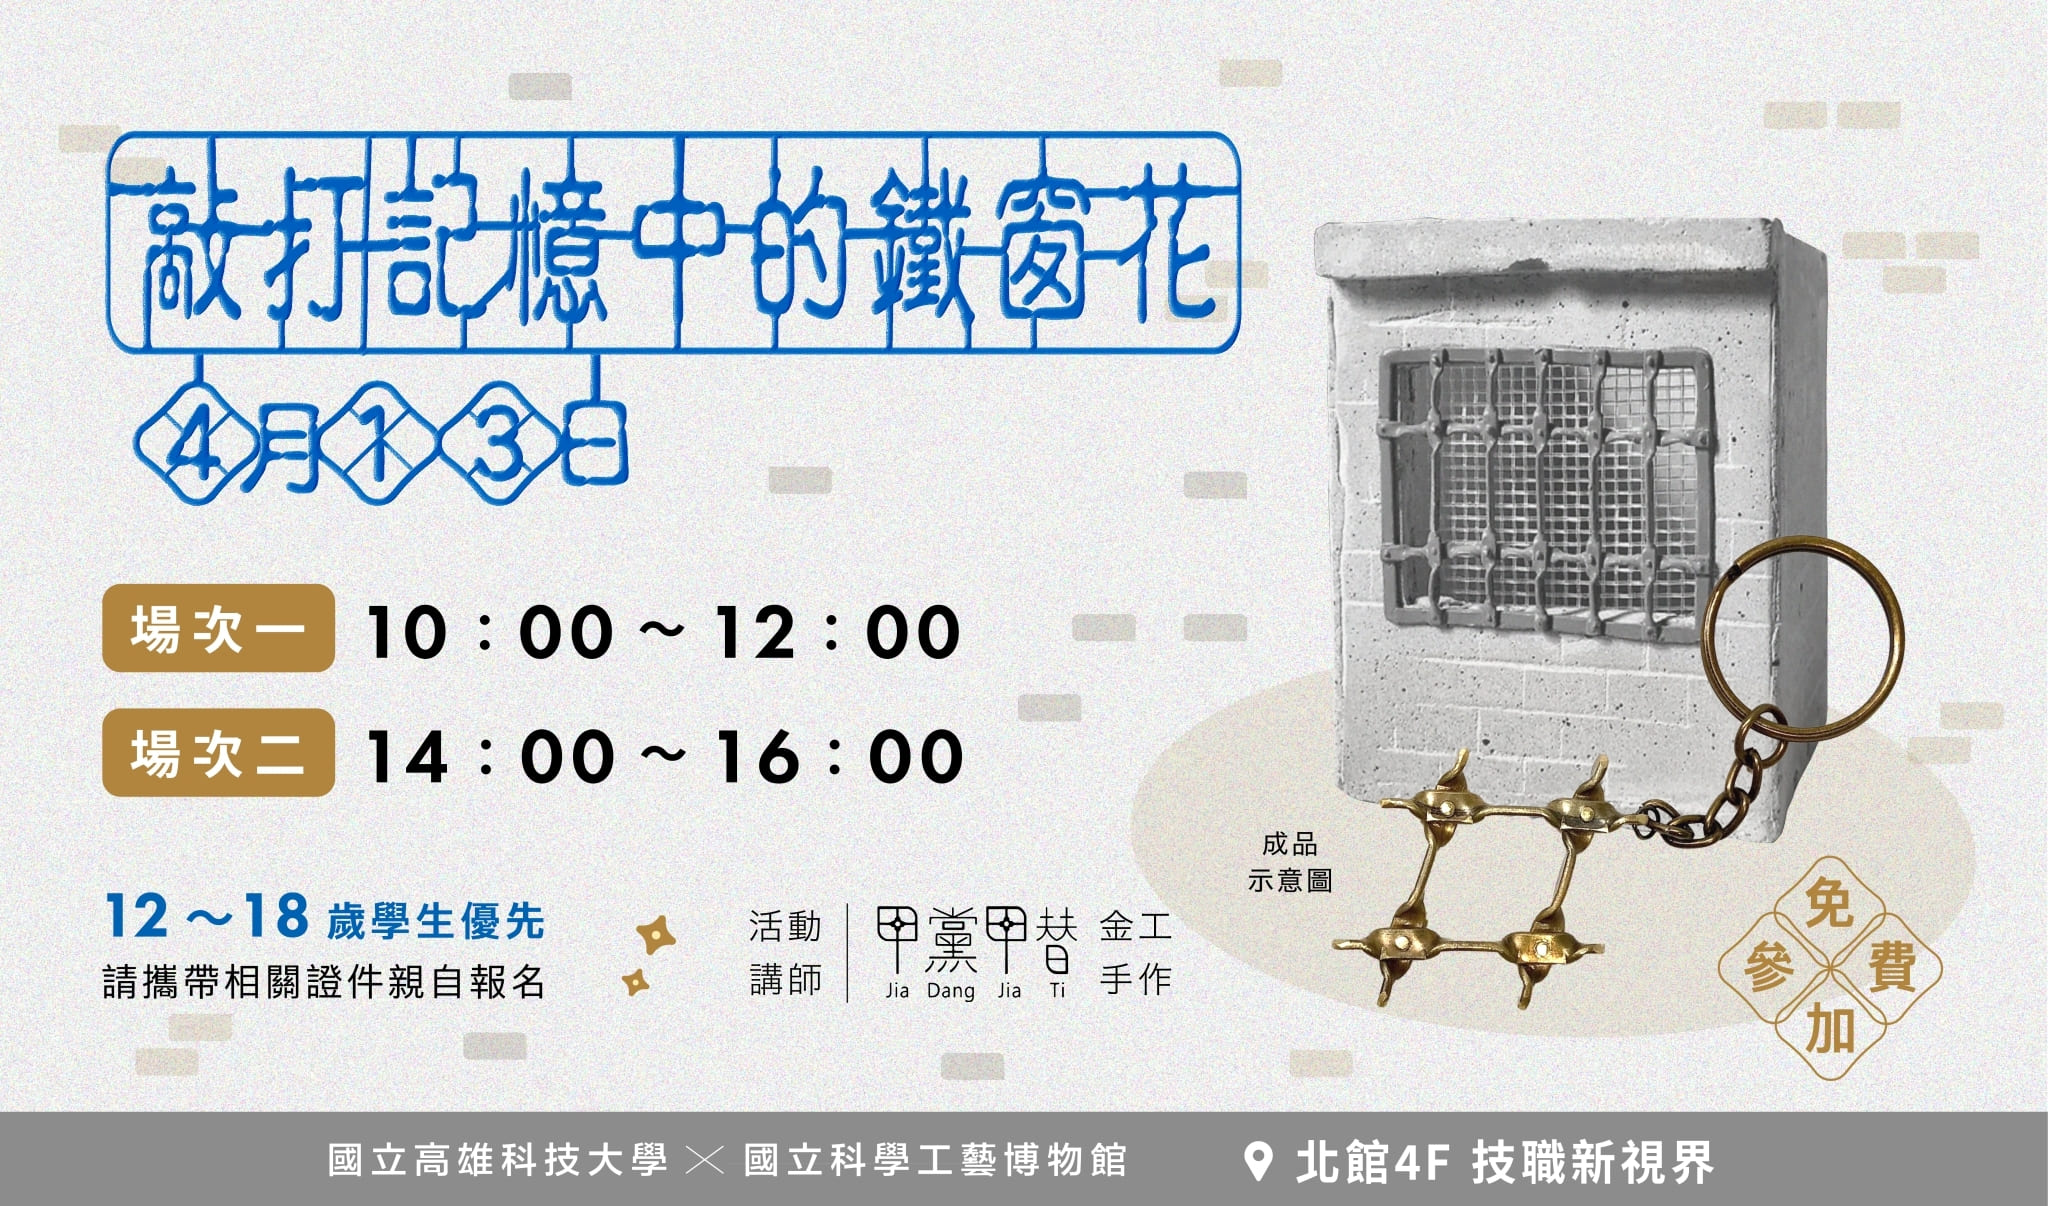 敲打記憶中的鐵窗花
4月13日
場次一 10:00~12:00
場次二 14:00~16:00
12~18 歲學生優先
請攜帶相關證件親自報名
活動講師
甲黨甲替
Jia Dang Jia Ti
金工手作
成品
示意圖
免費參加
國立高雄科技大學 × 國立科學工藝博物館
北館4F 技職新視界